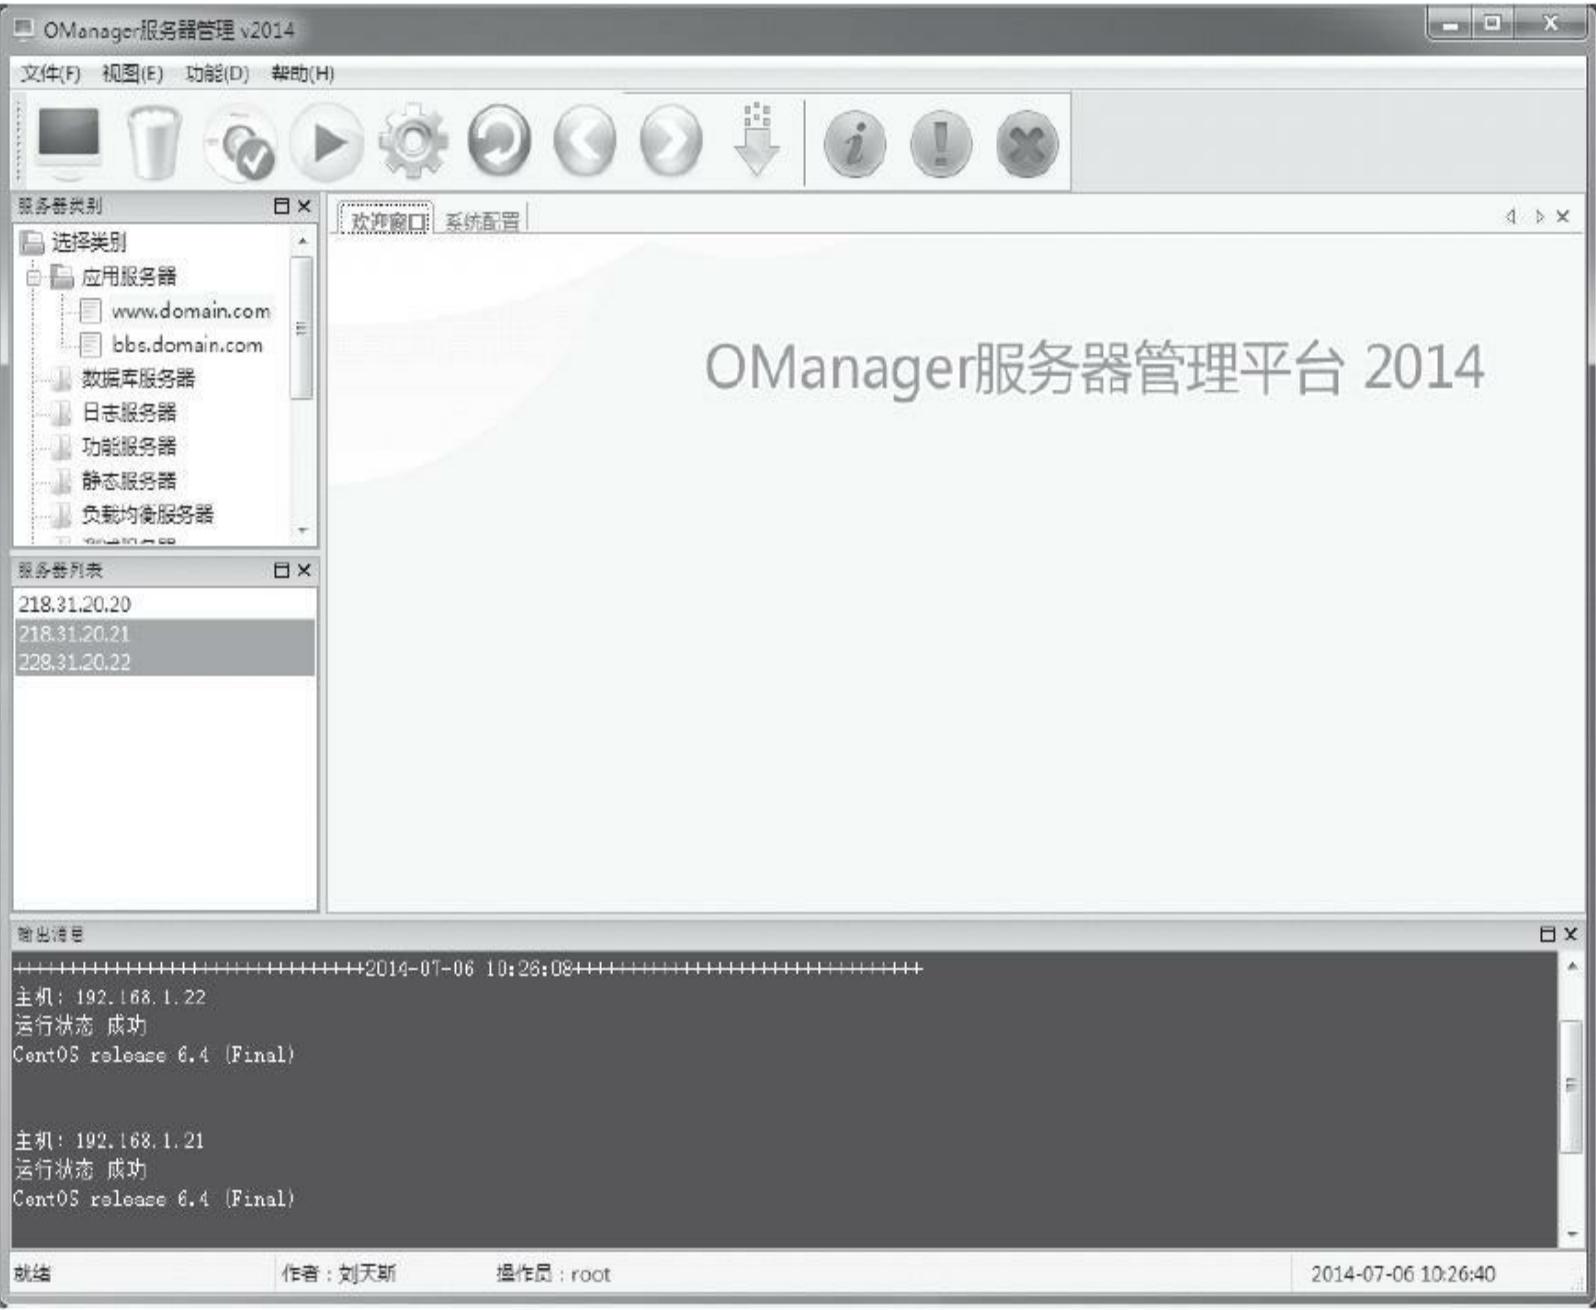 OManager服务器管理 v2014
文件(F) 视图(E) 功能(D) 帮助(H)
服务器类别
选择类别
应用服务器
www.domain.com
bbs.domain.com
数据库服务器
日志服务器
功能服务器
静态服务器
负载均衡服务器
服务器列表
218.31.20.20
218.31.20.21
228.31.20.22
欢迎窗口 系统配置
OManager服务器管理平台 2014
输出消息
++++++++++++++++++++++++++++2014-07-06 10:26:08++++++++++++++++++++++++++++
主机: 192.168.1.22
运行状态 成功
CentOS release 6.4 (Final)
主机: 192.168.1.21
运行状态 成功
CentOS release 6.4 (Final)
就绪 作者：刘天斯 操作员：root 2014-07-06 10:26:40